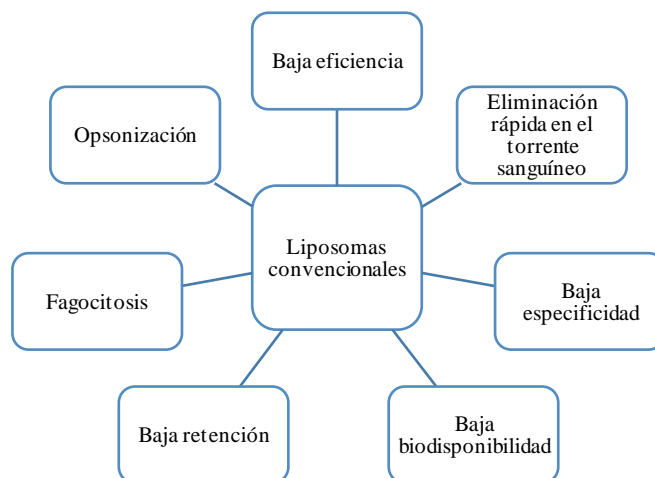 Baja eficiencia
Eliminación
rápida en el
torrente
sanguíneo
Opsonización
Liposomas
convencionales
Fagocitosis
Baja
especificidad
Baja retención
Baja
biodisponibilidad